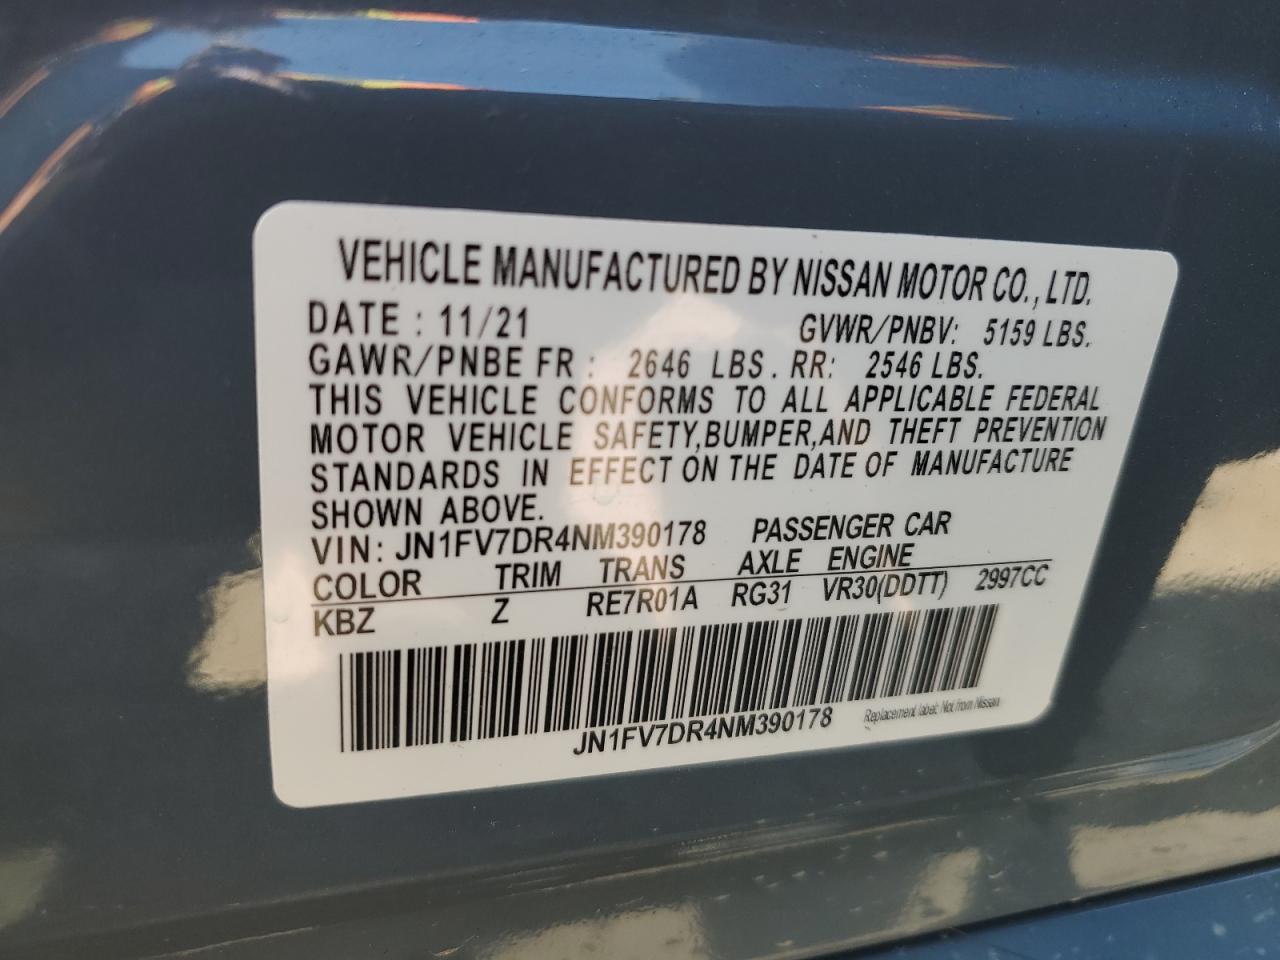 VEHICLE MANUFACTURED BY NISSAN MOTOR CO., LTD.
DATE : 11/21 GVWR/PNBV: 5159 LBS.
GAWR/PNBE FR : 2646 LBS. RR: 2546 LBS.
THIS VEHICLE CONFORMS TO ALL APPLICABLE FEDERAL
MOTOR VEHICLE SAFETY,BUMPER,AND THEFT PREVENTION
STANDARDS IN EFFECT ON THE DATE OF MANUFACTURE
SHOWN ABOVE.
VIN: JN1FV7DR4NM390178 PASSENGER CAR
COLOR TRIM TRANS AXLE ENGINE
KBZ Z RE7R01A RG31 VR30(DDTT) 2997CC
JN1FV7DR4NM390178 Replacement label: Not from Nissan